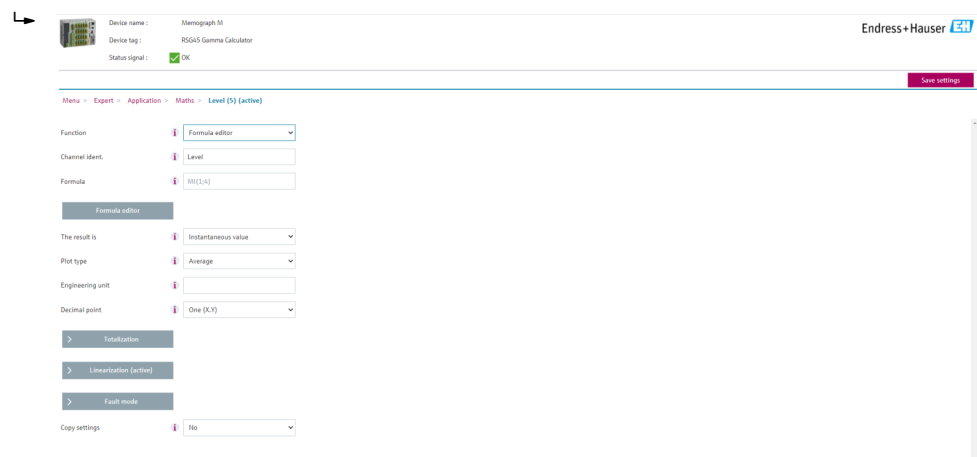 Device name : Memograph M
Device tag : RSG45 Gamma Calculator
Status signal : OK
Endress+Hauser EH
Save settings
Menu > Expert > Application > Maths > Level (5) (active)
Function i Formula editor
Channel ident. i Level
Formula i MI(1;4)
Formula editor
The result is i Instantaneous value
Plot type i Average
Engineering unit i
Decimal point i One (X.Y)
> Totalization
> Linearization (active)
> Fault mode
Copy settings i No